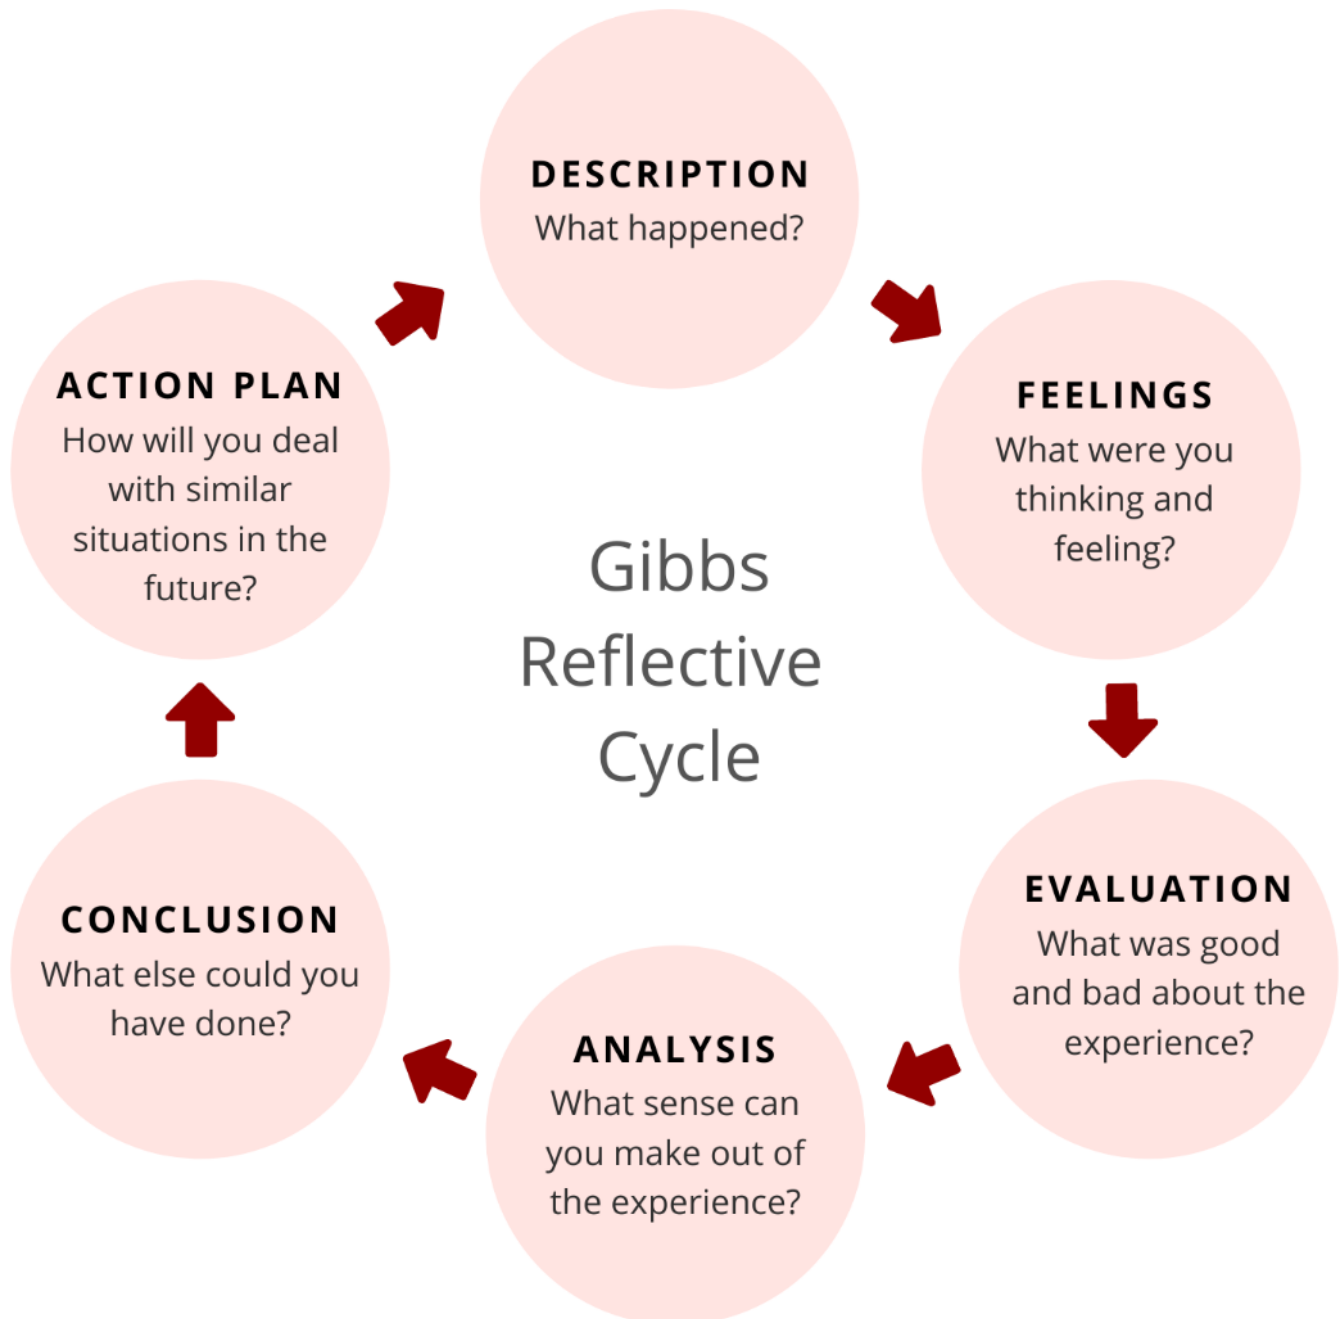 DESCRIPTION
What happened?
FEELINGS
What were you
thinking and
feeling?
EVALUATION
What was good
and bad about the
experience?
ANALYSIS
What sense can
you make out of
the experience?
CONCLUSION
What else could you
have done?
ACTION PLAN
How will you deal
with similar
situations in the
future?
Gibbs
Reflective
Cycle